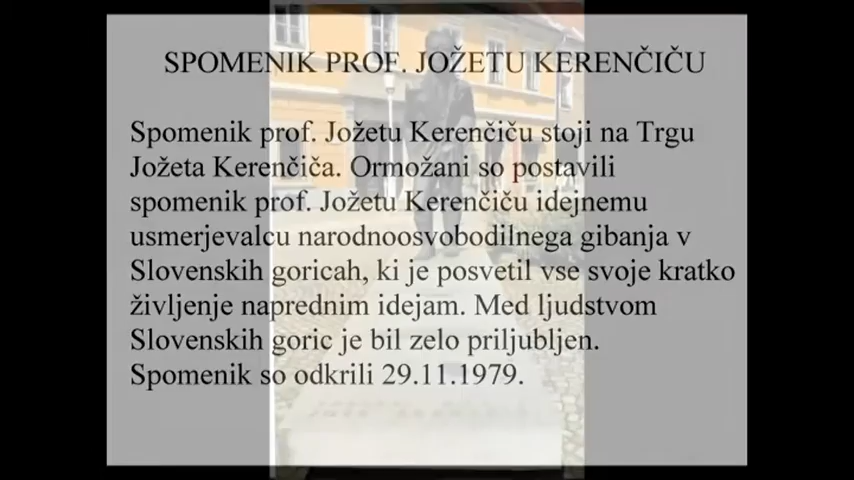 SPOMENIK PROF. JOŽETU KERENČIČU
Spomenik prof. Jožetu Kerenčiču stoji na Trgu
Jožeta Kerenčiča. Ormožani so postavili
spomenik prof. Jožetu Kerenčiču idejnemu
usmerjevalcu narodnoosvobodilnega gibanja v
Slovenskih goricah, ki je posvetil vse svoje kratko
življenje naprednim idejam. Med ljudstvom
Slovenskih goric je bil zelo priljubljen.
Spomenik so odkrili 29.11.1979.